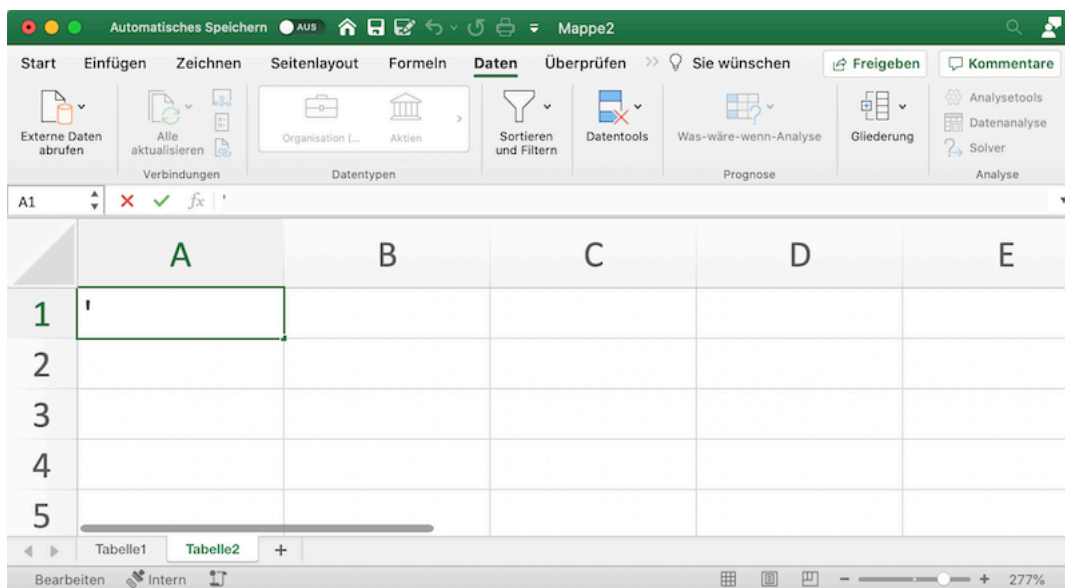 Automatisches Speichern AUS Mappe2
Start Einfügen Zeichnen Seitenlayout Formeln Daten Überprüfen >> Sie wünschen Freigeben Kommentare
Externe Daten abrufen
Alle aktualisieren
Verbindungen
Organisation (...
Aktien
Datentypen
Sortieren und Filtern
Datentools
Was-wäre-wenn-Analyse
Prognose
Gliederung
Analysetools
Datenanalyse
Solver
Analyse
A1 fx '
A B C D E
1 '
2
3
4
5
Tabelle1 Tabelle2 +
Bearbeiten Intern 277%